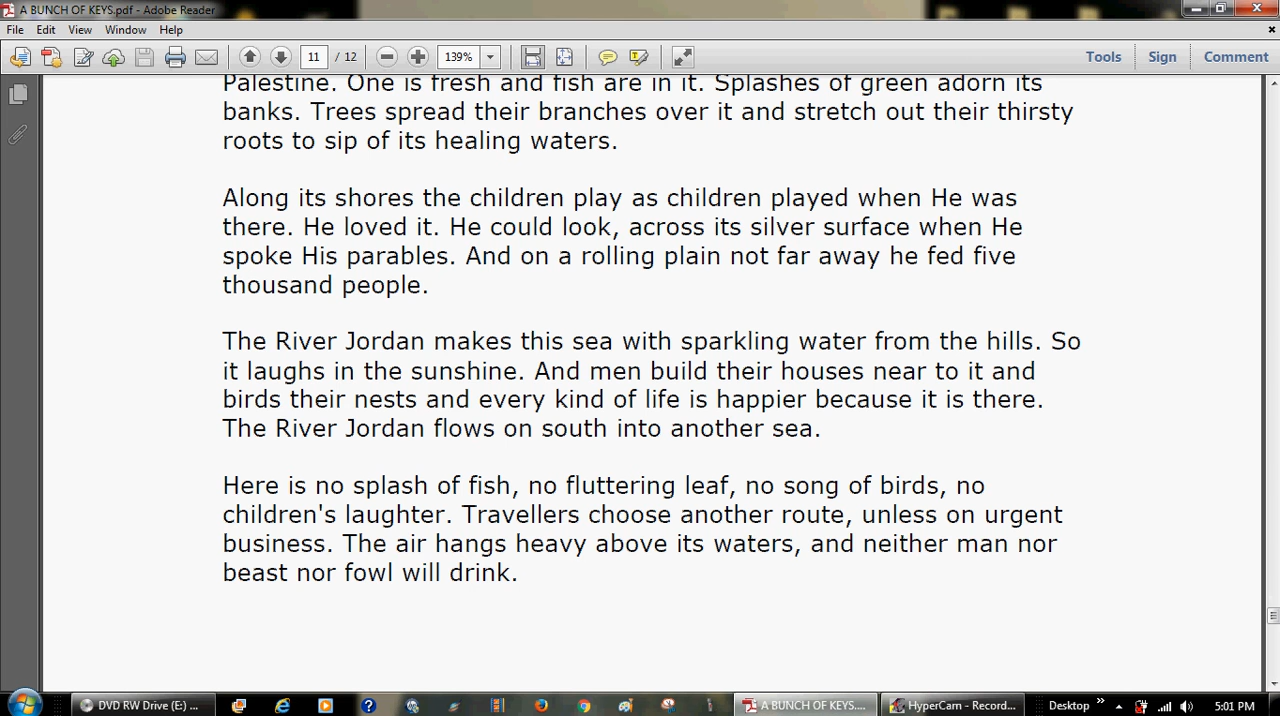 A BUNCH OF KEYS.pdf - Adobe Reader
File Edit View Window Help
11 / 12 139% Tools Sign Comment
Palestine. One is fresh and fish are in it. Splashes of green adorn its
banks. Trees spread their branches over it and stretch out their thirsty
roots to sip of its healing waters.
Along its shores the children play as children played when He was
there. He loved it. He could look, across its silver surface when He
spoke His parables. And on a rolling plain not far away he fed five
thousand people.
The River Jordan makes this sea with sparkling water from the hills. So
it laughs in the sunshine. And men build their houses near to it and
birds their nests and every kind of life is happier because it is there.
The River Jordan flows on south into another sea.
Here is no splash of fish, no fluttering leaf, no song of birds, no
children's laughter. Travellers choose another route, unless on urgent
business. The air hangs heavy above its waters, and neither man nor
beast nor fowl will drink.
DVD RW Drive (E:) ... A BUNCH OF KEYS.... HyperCam - Record... Desktop 5:01 PM